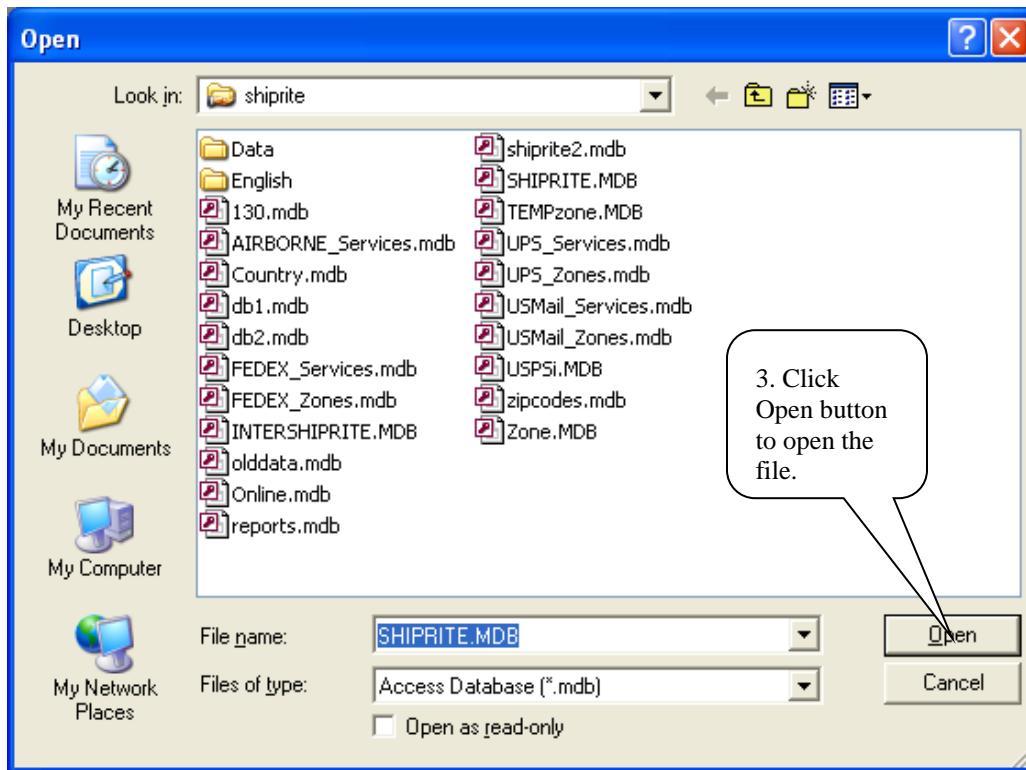 Open
Look in:
shiprite
My Recent
Documents
Desktop
My Documents
My Computer
My Network
Places
Data
English
130.mdb
AIRBORNE_Services.mdb
Country.mdb
db1.mdb
db2.mdb
FEDEX_Services.mdb
FEDEX_Zones.mdb
INTERSHIPRITE.MDB
olddata.mdb
Online.mdb
reports.mdb
shiprite2.mdb
SHIPRITE.MDB
TEMPzone.MDB
UPS_Services.mdb
UPS_Zones.mdb
USMail_Services.mdb
USMail_Zones.mdb
USPSi.MDB
zipcodes.mdb
Zone.MDB
3. Click
Open button
to open the
file.
File name:
SHIPRITE.MDB
Open
Files of type:
Access Database (*.mdb)
Cancel
Open as read-only